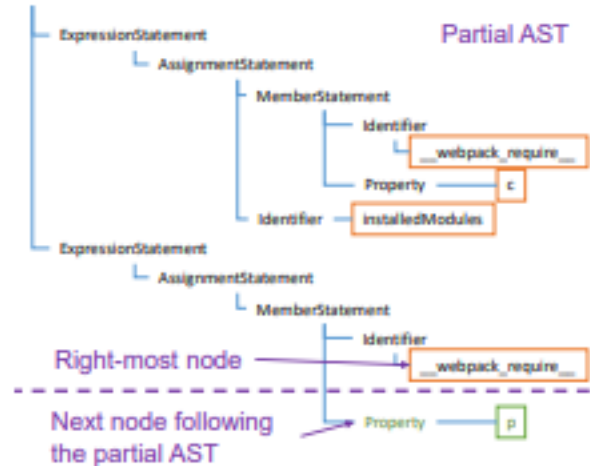 Partial AST
ExpressionStatement
AssignmentStatement
MemberStatement
Identifier
__webpack_require__
Property c
Identifier installedModules
ExpressionStatement
AssignmentStatement
MemberStatement
Identifier
Right-most node __webpack_require__
Next node following Property p
the partial AST